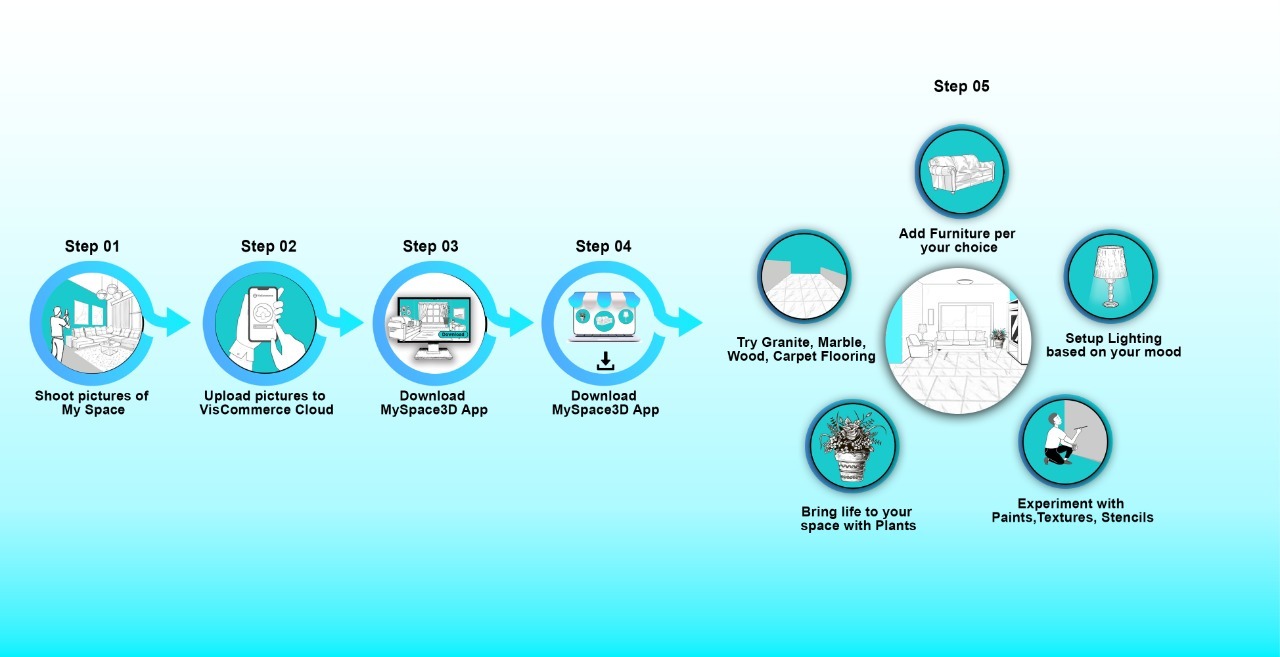 Step 01
Shoot pictures of
My Space
Step 02
Upload pictures to
VisCommerce Cloud
Step 03
Download
Download
MySpace3D App
Step 04
Download
MySpace3D App
Step 05
Add Furniture per
your choice
Try Granite, Marble,
Wood, Carpet Flooring
Setup Lighting
based on your mood
Bring life to your
space with Plants
Experiment with
Paints,Textures, Stencils